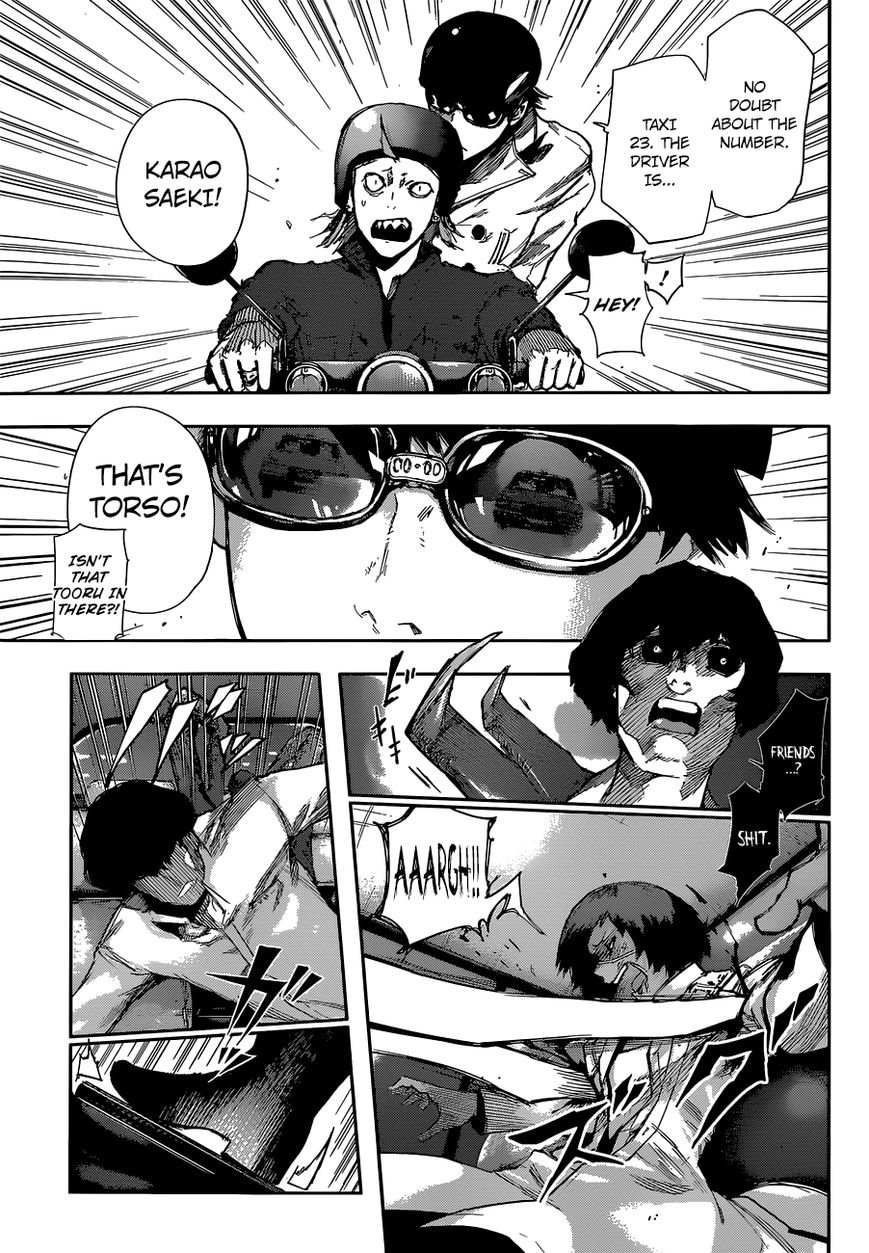 NO
DOUBT
ABOUT THE
NUMBER.
TAXI
23. THE
DRIVER
IS...
KARAO
SAEKI!
!
HEY!
THAT'S
TORSO!
ISN'T
THAT
TOORU IN
THERE?!
FRIENDS
...?
SHIT.
AAARGH!!